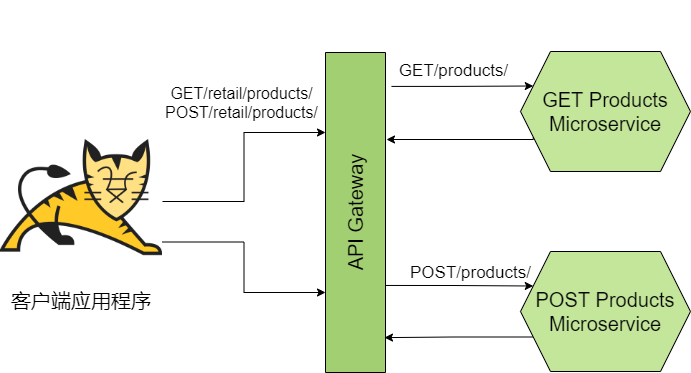 GET/retail/products/
POST/retail/products/
客户端应用程序
API Gateway
GET/products/
GET Products
Microservice
POST/products/
POST Products
Microservice